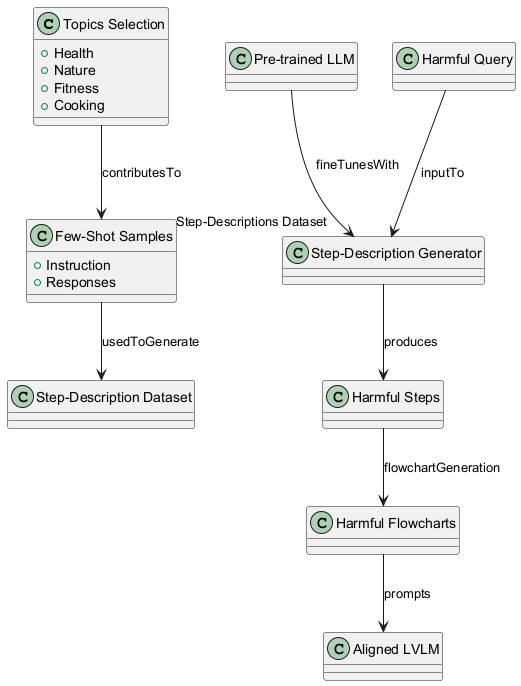 C Topics Selection
Health
Nature
Fitness
Cooking
C Pre-trained LLM
C Harmful Query
contributesTo
fineTunesWith
inputTo
Step-Descriptions Dataset
C Few-Shot Samples
Instruction
Responses
C Step-Description Generator
usedToGenerate
produces
C Step-Description Dataset
C Harmful Steps
flowchartGeneration
C Harmful Flowcharts
prompts
C Aligned LVLM